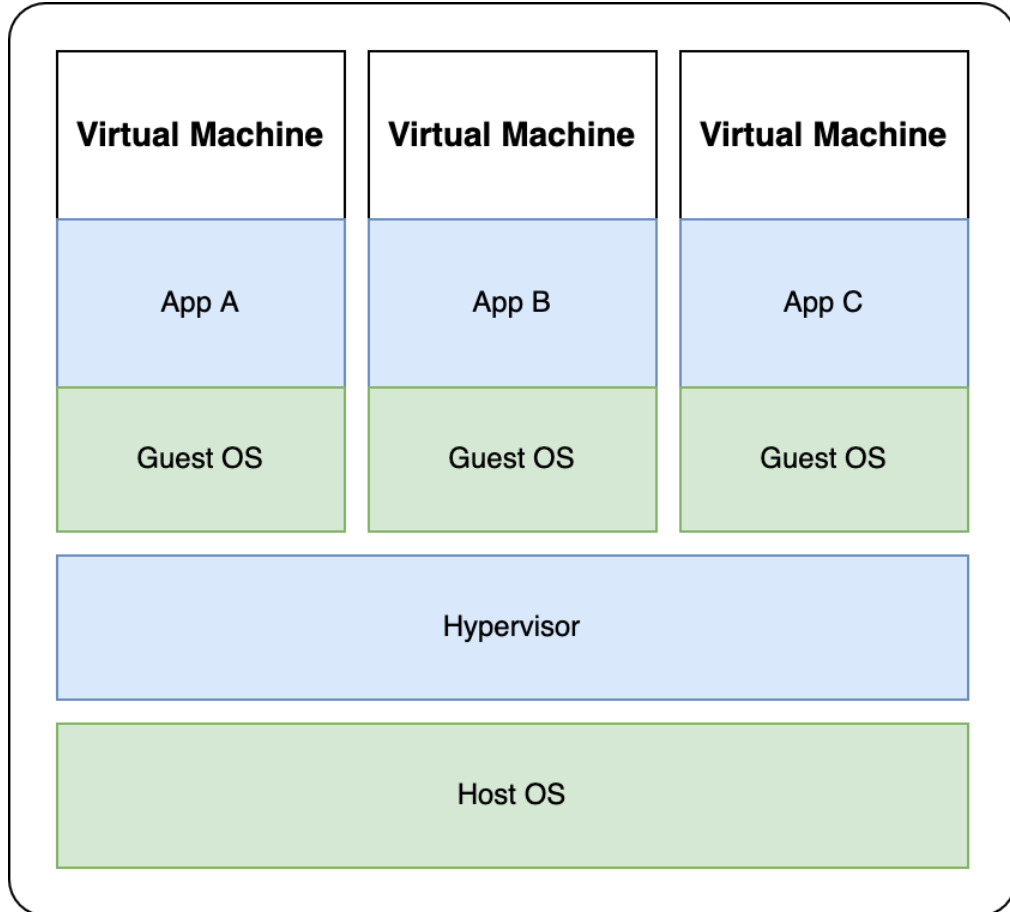 Virtual Machine
Virtual Machine
Virtual Machine
App A
App B
App C
Guest OS
Guest OS
Guest OS
Hypervisor
Host OS